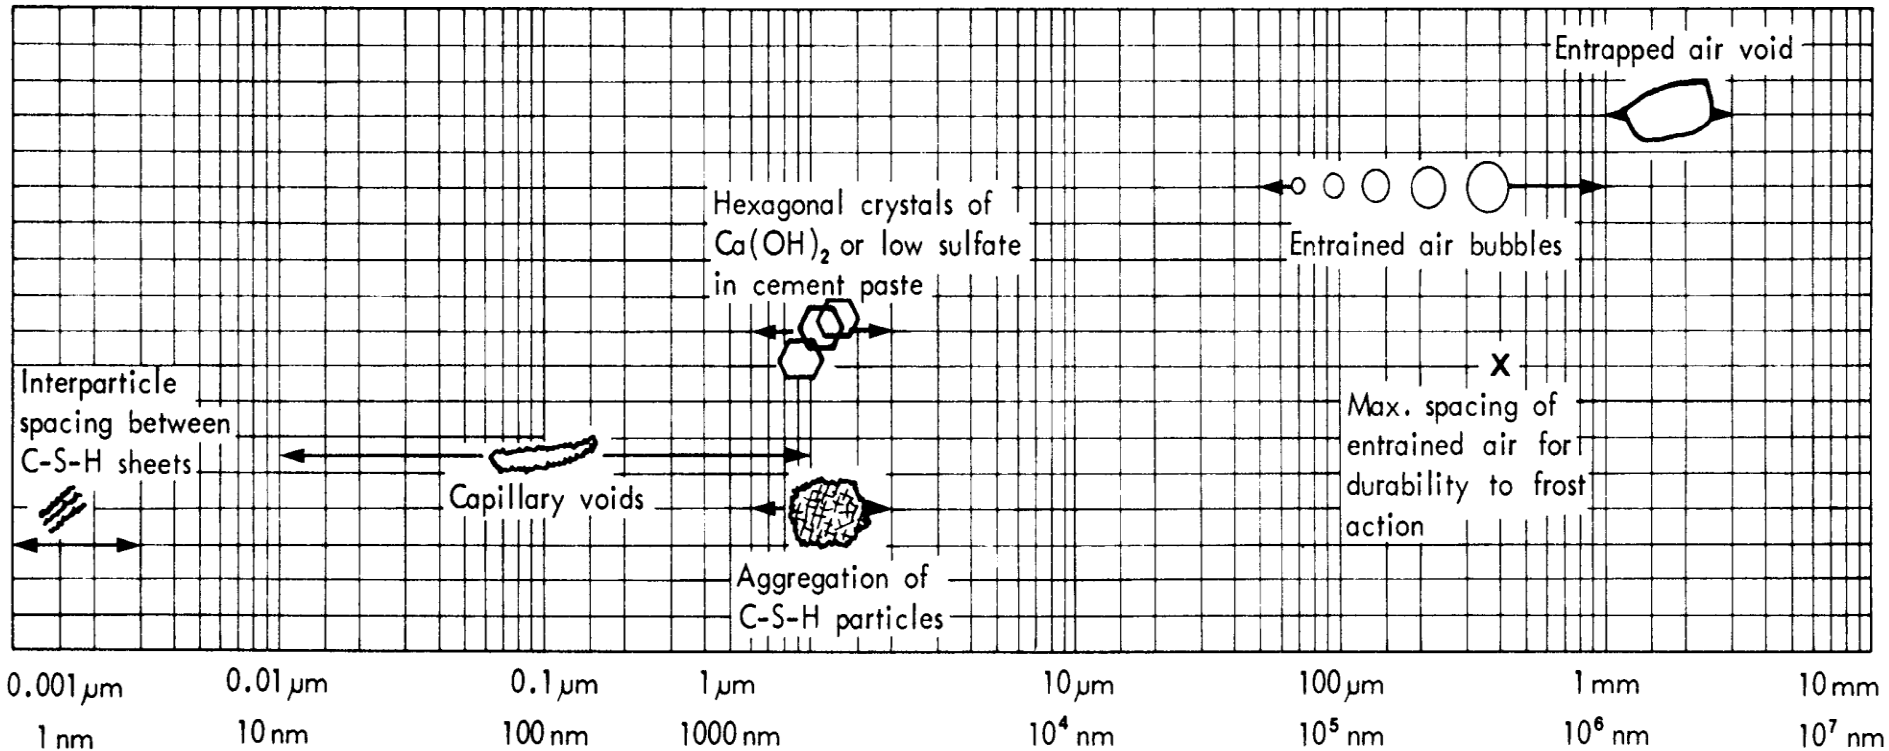 Entrapped air void
Hexagonal crystals of
Ca(OH)₂ or low sulfate
in cement paste
Entrained air bubbles
Interparticle
spacing between
C-S-H sheets
Capillary voids
X
Max. spacing of
entrained air for
durability to frost
action
Aggregation of
C-S-H particles
0.001 μm 0.01 μm 0.1 μm 1 μm 10 μm 100 μm 1 mm 10 mm
1 nm 10 nm 100 nm 1000 nm 10⁴ nm 10⁵ nm 10⁶ nm 10⁷ nm